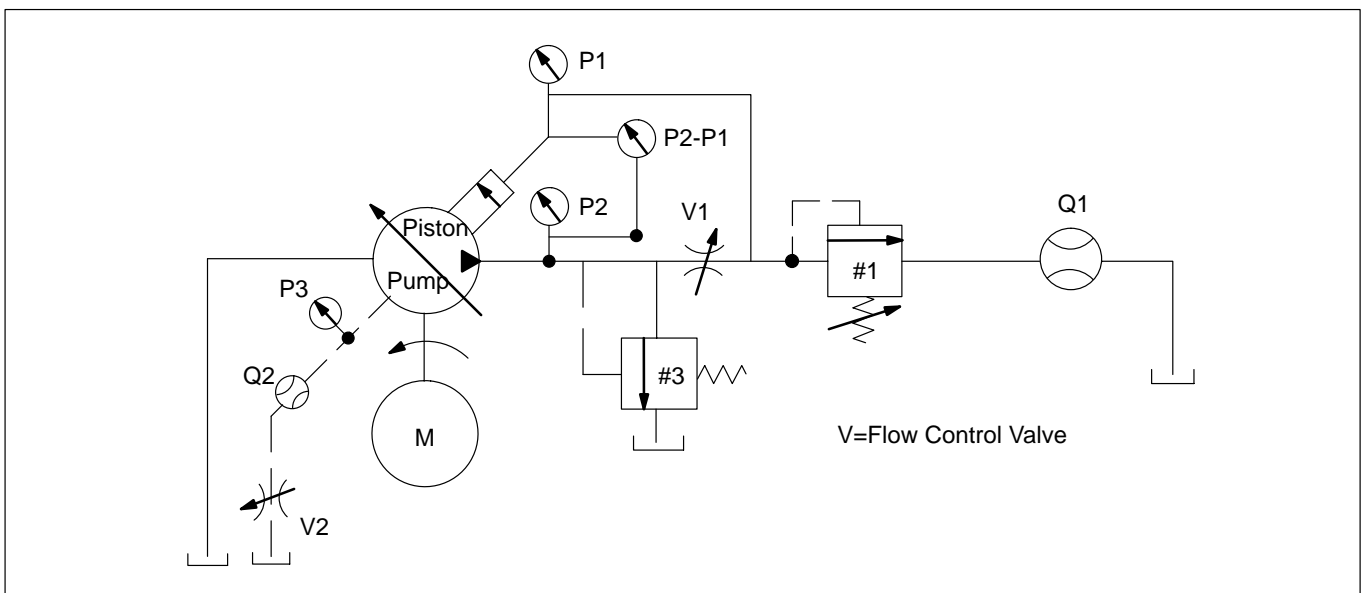 P1
P2-P1
P2
V1
Q1
Piston
Pump
#1
P3
Q2
#3
M
V=Flow Control Valve
V2